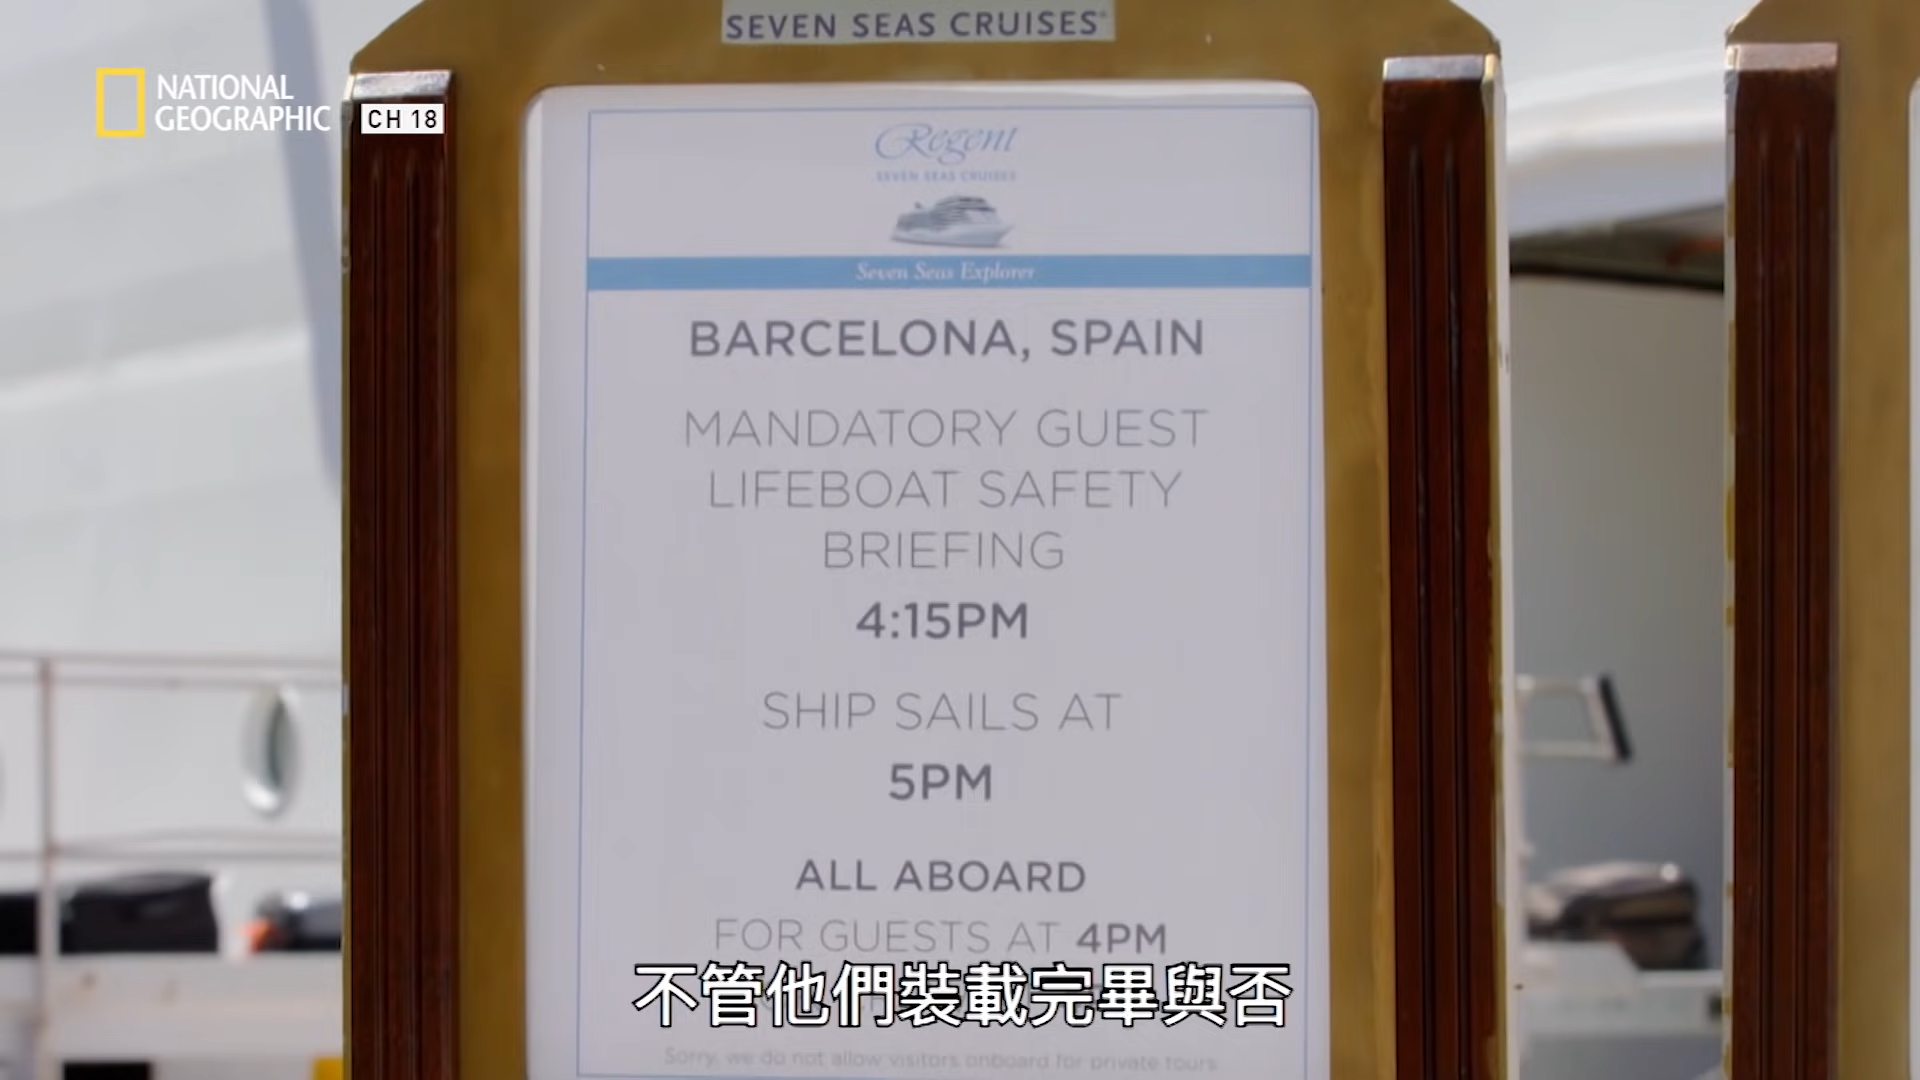 SEVEN SEAS CRUISES
NATIONAL
GEOGRAPHIC
CH 18
Regent
SEVEN SEAS CRUISES
Seven Seas Explorer
BARCELONA, SPAIN
MANDATORY GUEST
LIFEBOAT SAFETY
BRIEFING
4:15PM
SHIP SAILS AT
5PM
ALL ABOARD
FOR GUESTS AT 4PM
不管他們裝載完畢與否
Sorry, we do not allow visitors onboard for private tours